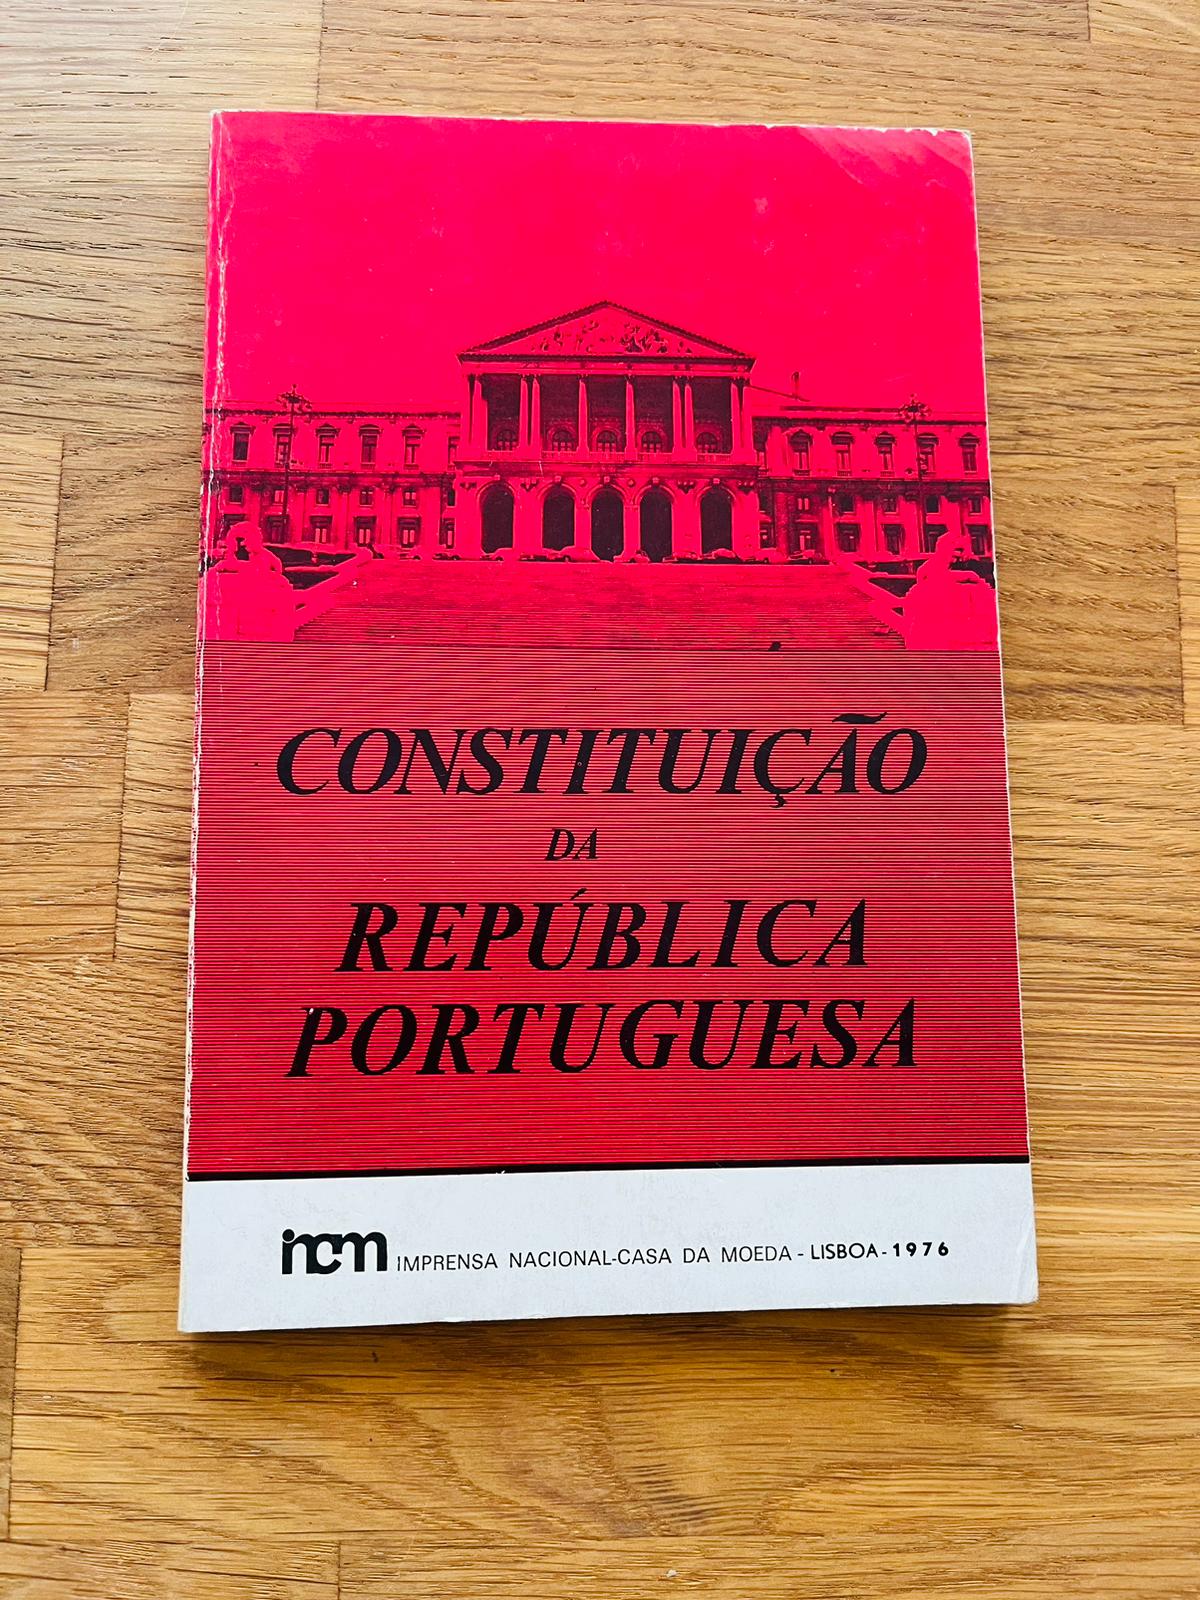 CONSTITUIÇÃO
DA
REPÚBLICA
PORTUGUESA
incm IMPRENSA NACIONAL-CASA DA MOEDA - LISBOA - 1976